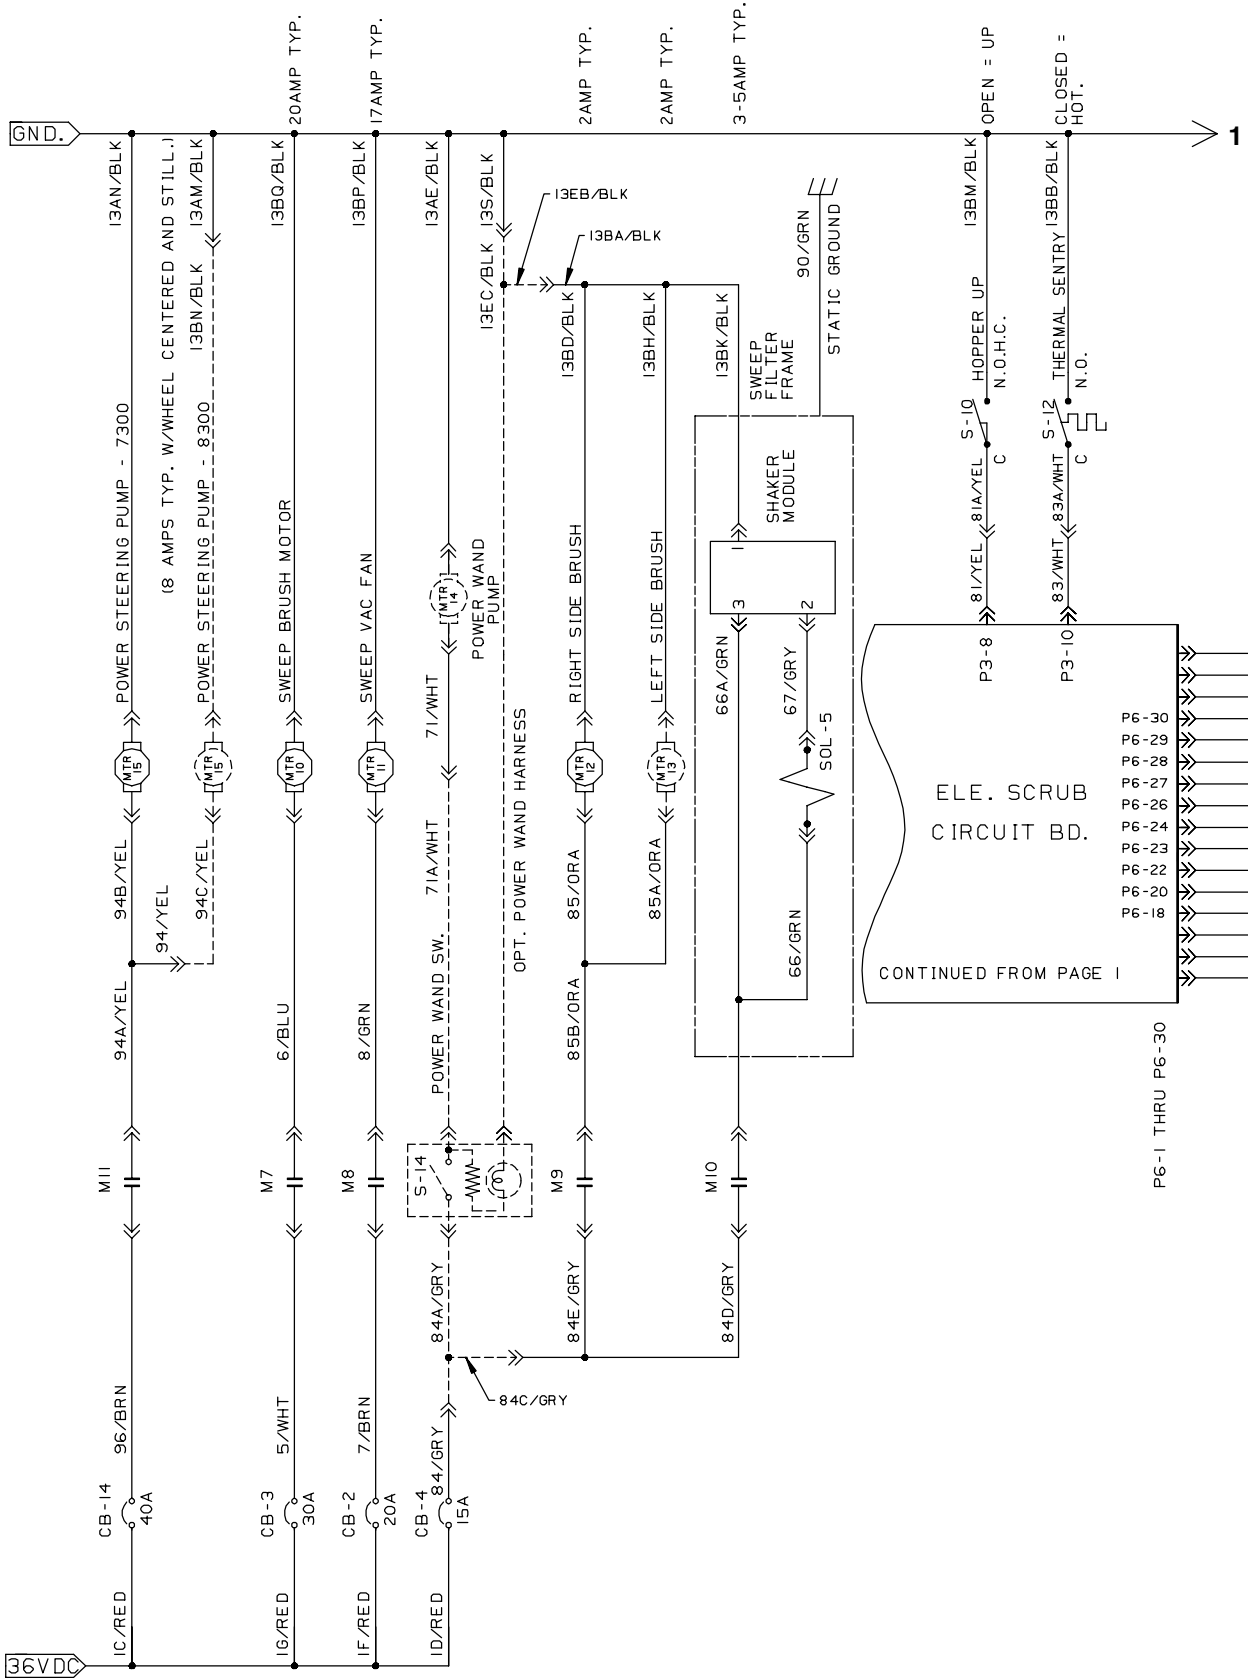 GND.
36VDC
1
1C/RED
CB-14
40A
96/BRN
M11
94A/YEL
94/YEL
94B/YEL
MTR
15
POWER STEERING PUMP - 7300
13AN/BLK
(8 AMPS TYP. W/WHEEL CENTERED AND STILL.)
94C/YEL
MTR
15
POWER STEERING PUMP - 8300
13BN/BLK
13AM/BLK
1G/RED
CB-3
30A
5/WHT
M7
6/BLU
MTR
10
SWEEP BRUSH MOTOR
13BQ/BLK
20AMP TYP.
1F/RED
CB-2
20A
7/BRN
M8
8/GRN
MTR
11
SWEEP VAC FAN
13BP/BLK
17AMP TYP.
1D/RED
CB-4
15A
84/GRY
84A/GRY
S-14
POWER WAND SW.
71A/WHT
71/WHT
MTR
14
POWER WAND
PUMP
13AE/BLK
84C/GRY
OPT. POWER WAND HARNESS
13EC/BLK
13S/BLK
13EB/BLK
13BA/BLK
84E/GRY
M9
85B/ORA
85/ORA
MTR
12
RIGHT SIDE BRUSH
13BD/BLK
2AMP TYP.
85A/ORA
MTR
13
LEFT SIDE BRUSH
13BH/BLK
2AMP TYP.
84D/GRY
M10
66A/GRN
66/GRN
SOL-5
67/GRY
3
2
1
SHAKER
MODULE
SWEEP
FILTER
FRAME
13BK/BLK
3-5AMP TYP.
90/GRN
STATIC GROUND
P3-8
81/YEL
81A/YEL
C
S-10
HOPPER UP
N.O.H.C.
13BM/BLK
OPEN = UP
P3-10
83/WHT
83A/WHT
C
S-12
THERMAL SENTRY
N.O.
13BB/BLK
CLOSED =
HOT.
ELE. SCRUB
CIRCUIT BD.
CONTINUED FROM PAGE 1
P6-30
P6-29
P6-28
P6-27
P6-26
P6-24
P6-23
P6-22
P6-20
P6-18
P6-1 THRU P6-30